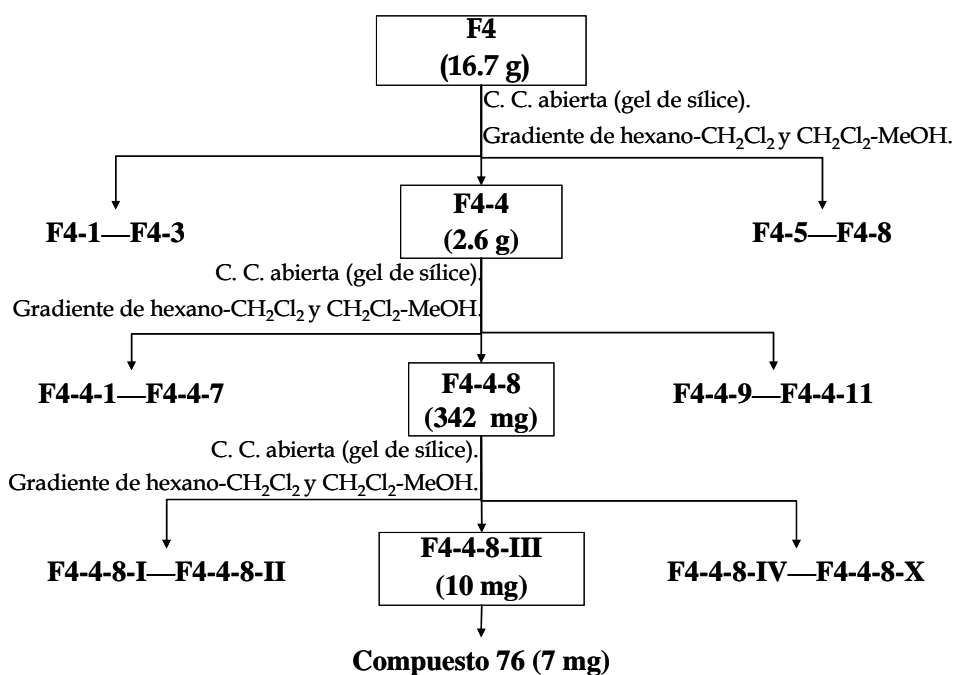 F4
(16.7 g)
C. C. abierta (gel de sílice).
Gradiente de hexano-CH₂Cl₂ y CH₂Cl₂-MeOH.
F4-1—F4-3
F4-4
(2.6 g)
F4-5—F4-8
C. C. abierta (gel de sílice).
Gradiente de hexano-CH₂Cl₂ y CH₂Cl₂-MeOH.
F4-4-1—F4-4-7
F4-4-8
(342 mg)
F4-4-9—F4-4-11
C. C. abierta (gel de sílice).
Gradiente de hexano-CH₂Cl₂ y CH₂Cl₂-MeOH.
F4-4-8-I—F4-4-8-II
F4-4-8-III
(10 mg)
F4-4-8-IV—F4-4-8-X
Compuesto 76 (7 mg)